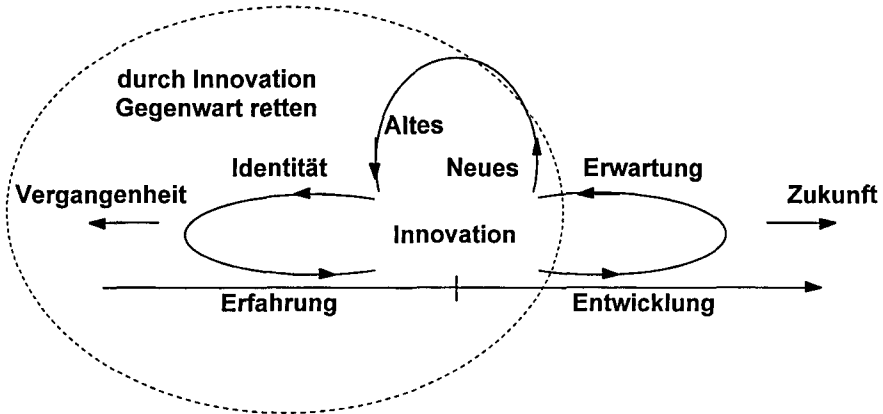 durch Innovation
Gegenwart retten
Altes
Identität
Neues
Erwartung
Vergangenheit
Zukunft
Innovation
Erfahrung
Entwicklung